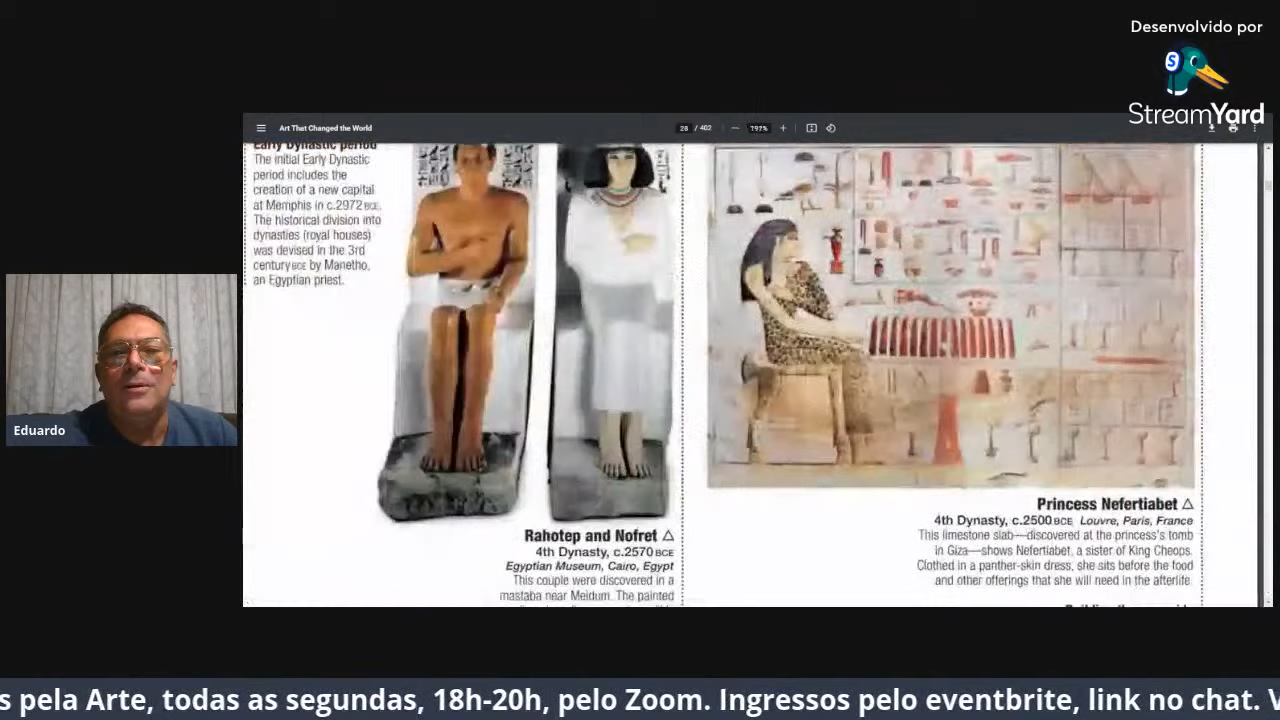 Desenvolvido por
StreamYard
Art That Changed the World
28 / 402
797%
Early Dynastic period
The initial Early Dynastic
period includes the
creation of a new capital
at Memphis in c.2972 BCE.
The historical division into
dynasties (royal houses)
was devised in the 3rd
century BCE by Manetho,
an Egyptian priest.
Rahotep and Nofret △
4th Dynasty, c.2570 BCE
Egyptian Museum, Cairo, Egypt
This couple were discovered in a
mastaba near Meidum. The painted
Princess Nefertiabet △
4th Dynasty, c.2500 BCE Louvre, Paris, France
This limestone slab—discovered at the princess's tomb
in Giza—shows Nefertiabet, a sister of King Cheops.
Clothed in a panther-skin dress, she sits before the food
and other offerings that she will need in the afterlife.
Eduardo
s pela Arte, todas as segundas, 18h-20h, pelo Zoom. Ingressos pelo eventbrite, link no chat. V